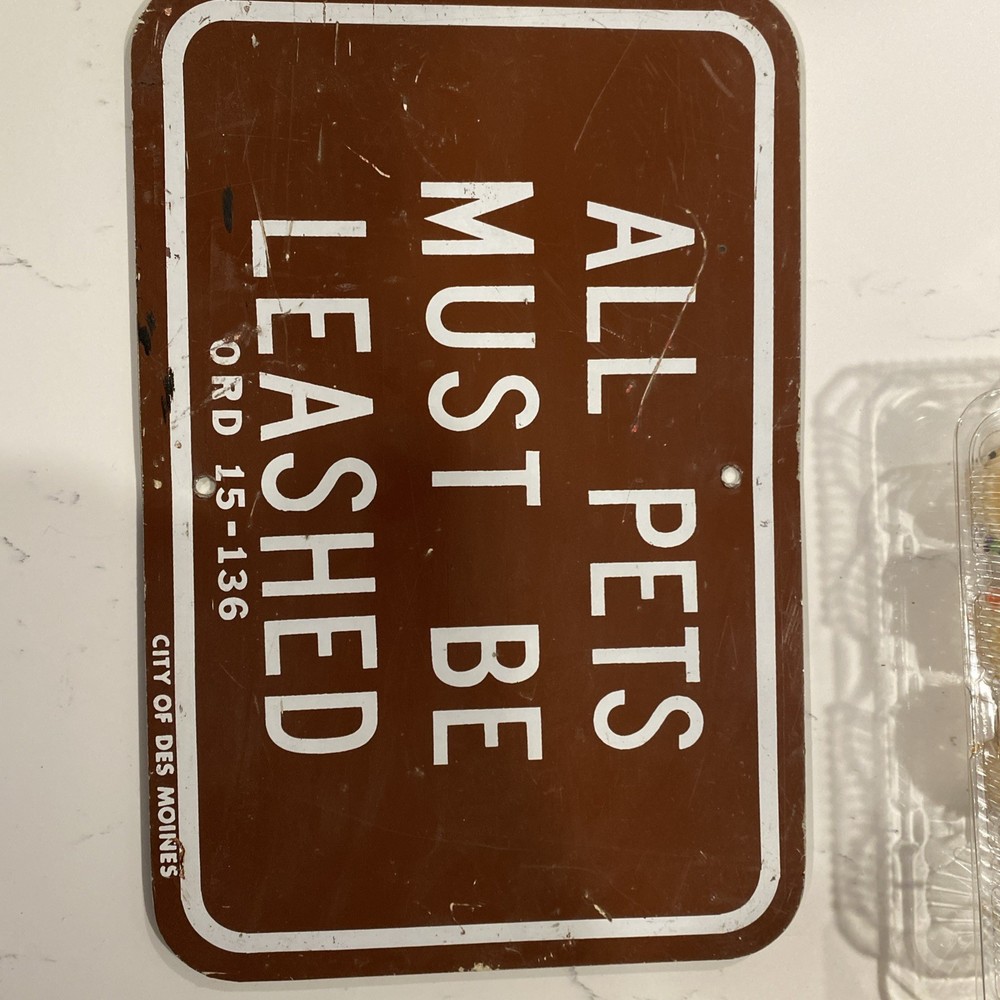 ALL PETS
MUST BE
LEASHED
ORD 15-136
CITY OF DES MOINES